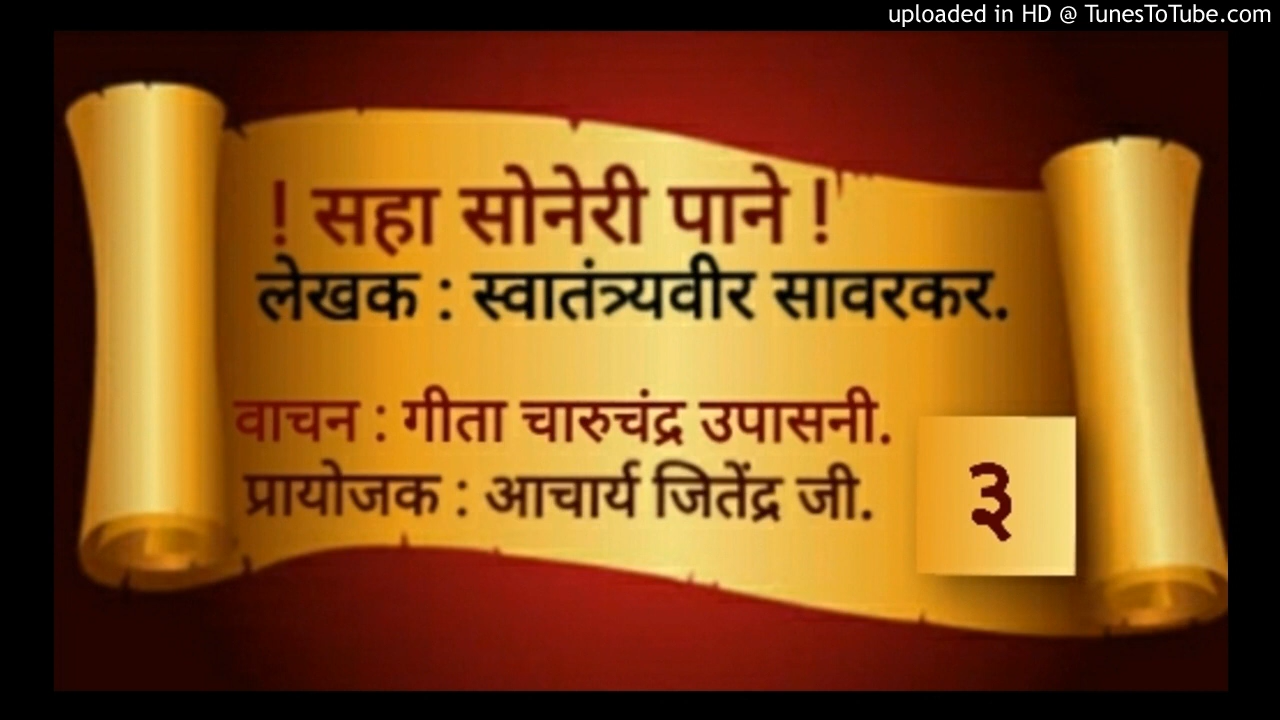 uploaded in HD @ TunesToTube.com
! सहा सोनेरी पाने !
लेखक : स्वातंत्र्यवीर सावरकर.
वाचन : गीता चारुचंद्र उपासनी.
प्रायोजक : आचार्य जितेंद्र जी.
३